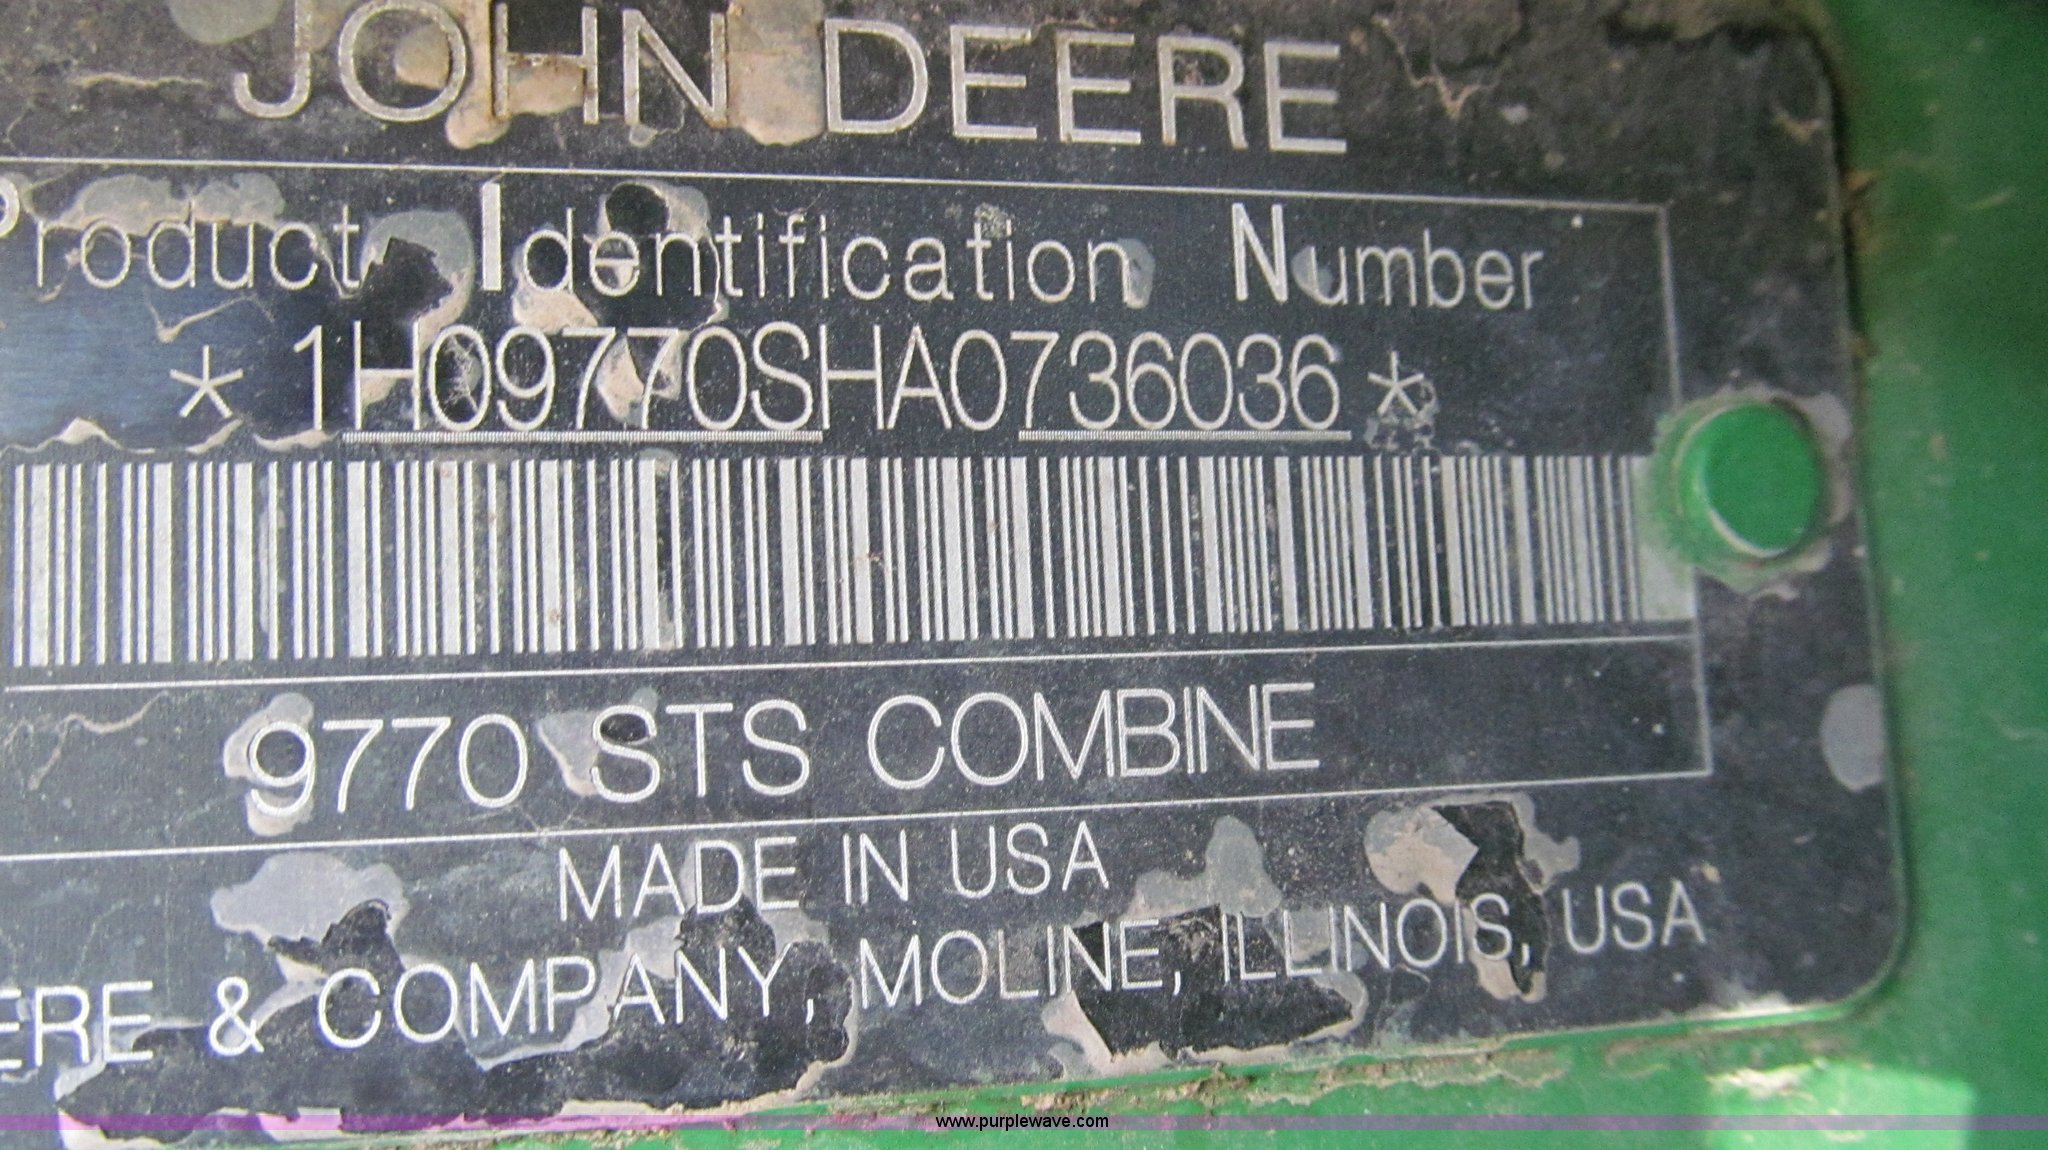 JOHN DEERE
Product Identification Number
* 1H09770SHA0736036 *
9770 STS COMBINE
MADE IN USA
ERE & COMPANY, MOLINE, ILLINOIS, USA
www.purplewave.com